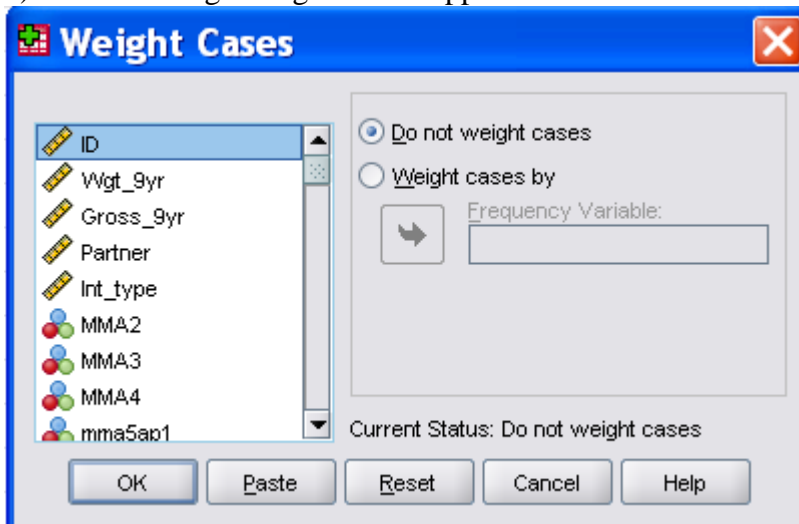 Weight Cases
ID
Wgt_9yr
Gross_9yr
Partner
Int_type
MMA2
MMA3
MMA4
mma5ap1
Do not weight cases
Weight cases by
Frequency Variable:
Current Status: Do not weight cases
OK
Paste
Reset
Cancel
Help